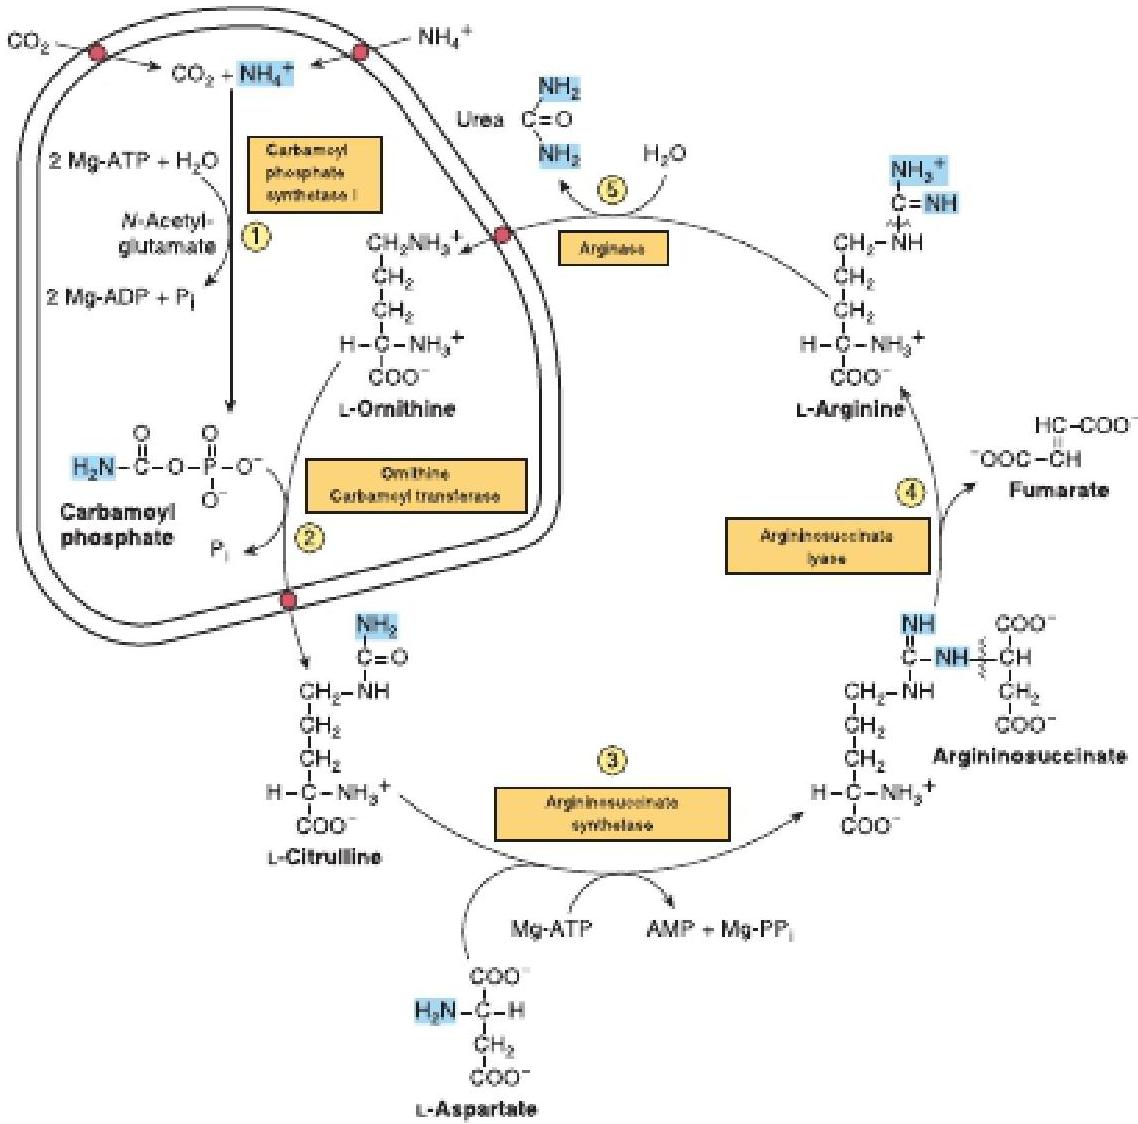 CO₂
NH₄⁺
CO₂ + NH₄⁺
2 Mg-ATP + H₂O
Carbamoyl
phosphate
synthetase I
N-Acetyl-
glutamate
1
2 Mg-ADP + Pi
CH₂NH₃⁺
CH₂
CH₂
H–C–NH₃⁺
COO⁻
L-Ornithine
O O
H₂N–C–O–P–O⁻
O⁻
Carbamoyl
phosphate
Ornithine
Carbamoyl transferase
2
Pi
NH₂
Urea C=O
NH₂
H₂O
5
Arginase
NH₃⁺
C=NH
CH₂–NH
CH₂
CH₂
H–C–NH₃⁺
COO⁻
L-Arginine
HC–COO⁻
⁻OOC–CH
Fumarate
4
Argininosuccinate
lyase
NH COO⁻
C–NH–CH
CH₂–NH CH₂
CH₂ COO⁻
CH₂
H–C–NH₃⁺
COO⁻
Argininosuccinate
NH₂
C=O
CH₂–NH
CH₂
CH₂
H–C–NH₃⁺
COO⁻
L-Citrulline
3
Argininosuccinate
synthetase
Mg-ATP AMP + Mg-PPi
COO⁻
H₂N–C–H
CH₂
COO⁻
L-Aspartate